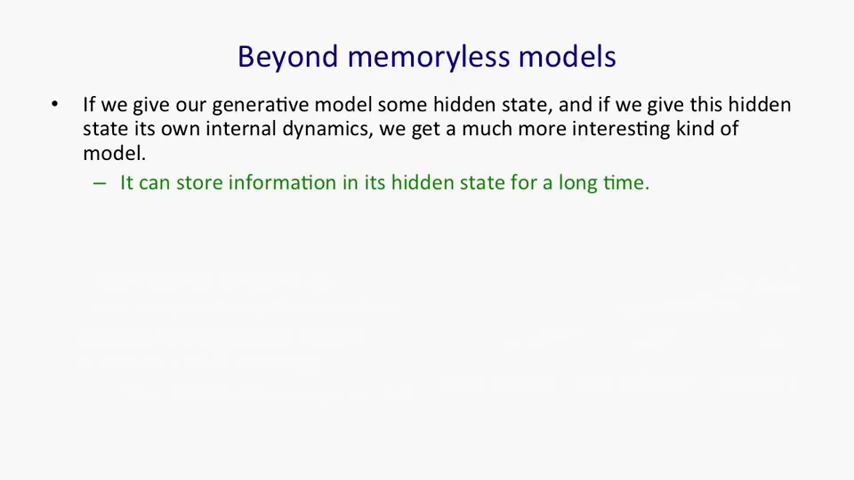 Beyond memoryless models
• If we give our generative model some hidden state, and if we give this hidden
state its own internal dynamics, we get a much more interesting kind of
model.
– It can store information in its hidden state for a long time.